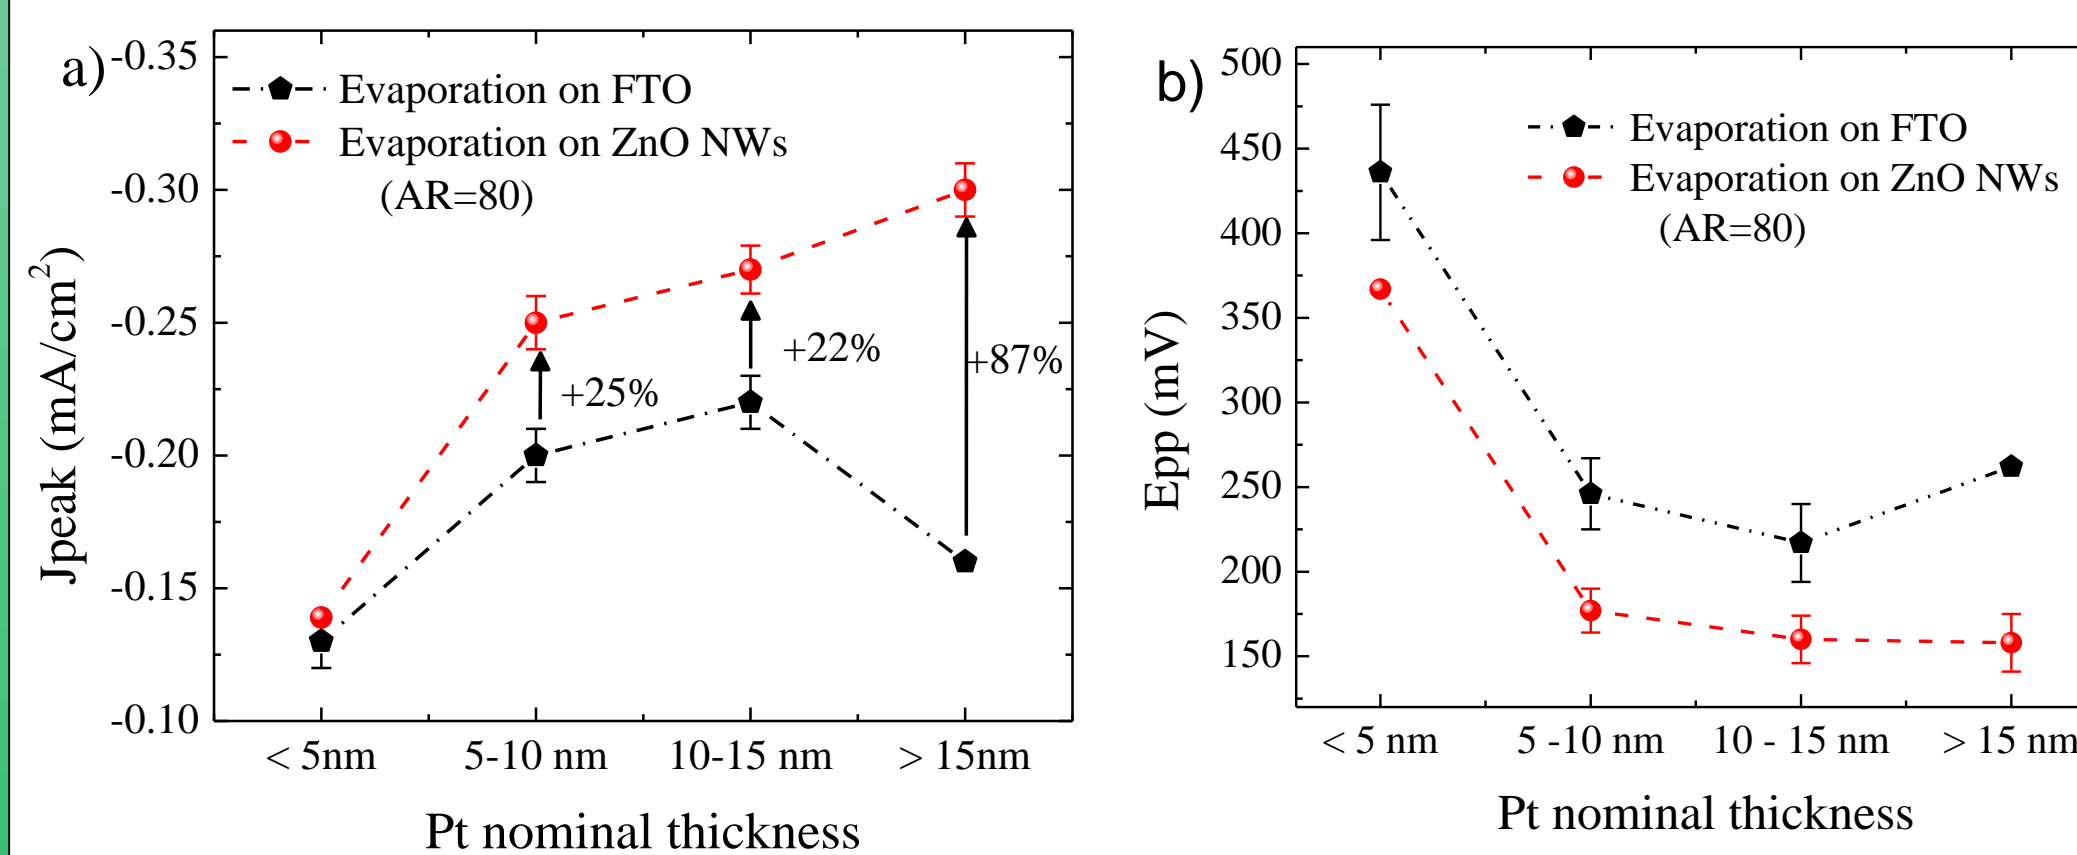 a)
-0.35
-0.30
-0.25
-0.20
-0.15
-0.10
Jpeak (mA/cm²)
Evaporation on FTO
Evaporation on ZnO NWs
(AR=80)
+25%
+22%
+87%
< 5nm 5-10 nm 10-15 nm > 15nm
Pt nominal thickness
b)
500
450
400
350
300
250
200
150
Epp (mV)
Evaporation on FTO
Evaporation on ZnO NWs
(AR=80)
< 5 nm 5 -10 nm 10 - 15 nm > 15 nm
Pt nominal thickness